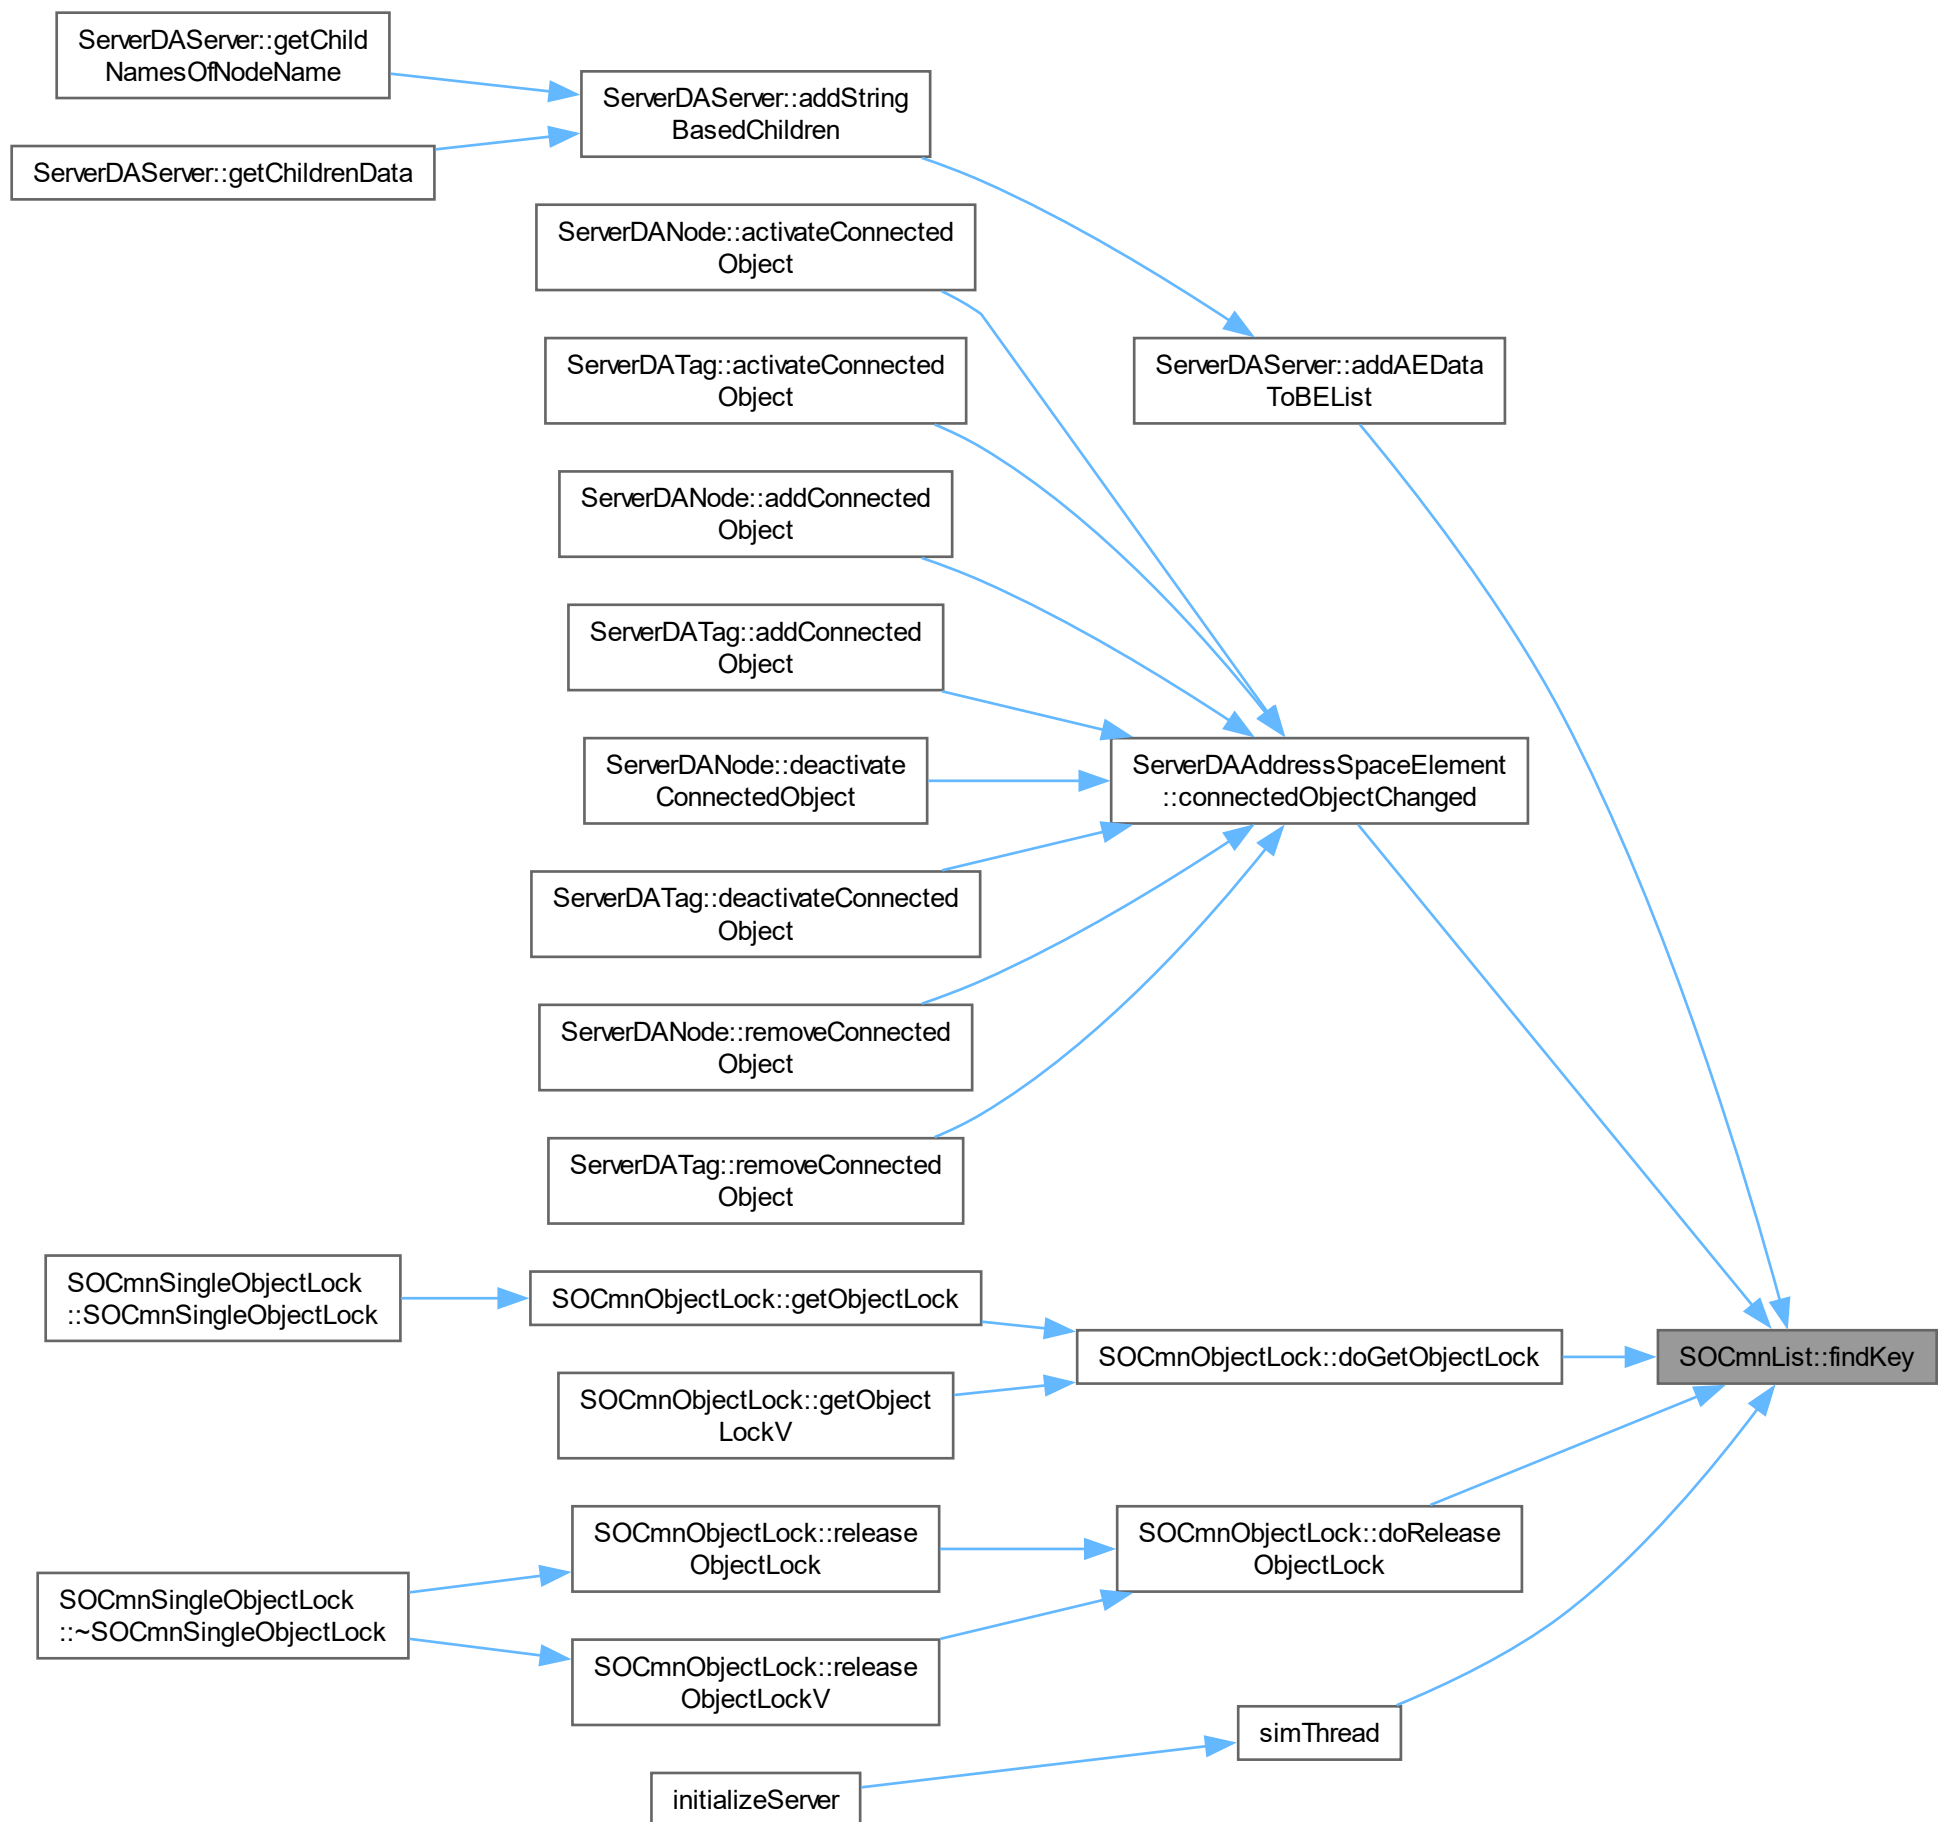 ServerDAServer::getChild
NamesOfNodeName
ServerDAServer::addString
BasedChildren
ServerDAServer::getChildrenData
ServerDANode::activateConnected
Object
ServerDATag::activateConnected
Object
ServerDAServer::addAEData
ToBEList
ServerDANode::addConnected
Object
ServerDATag::addConnected
Object
ServerDANode::deactivate
ConnectedObject
ServerDAAddressSpaceElement
::connectedObjectChanged
ServerDATag::deactivateConnected
Object
ServerDANode::removeConnected
Object
ServerDATag::removeConnected
Object
SOCmnSingleObjectLock
::SOCmnSingleObjectLock
SOCmnObjectLock::getObjectLock
SOCmnObjectLock::doGetObjectLock
SOCmnList::findKey
SOCmnObjectLock::getObject
LockV
SOCmnObjectLock::release
ObjectLock
SOCmnObjectLock::doRelease
ObjectLock
SOCmnSingleObjectLock
::~SOCmnSingleObjectLock
SOCmnObjectLock::release
ObjectLockV
simThread
initializeServer